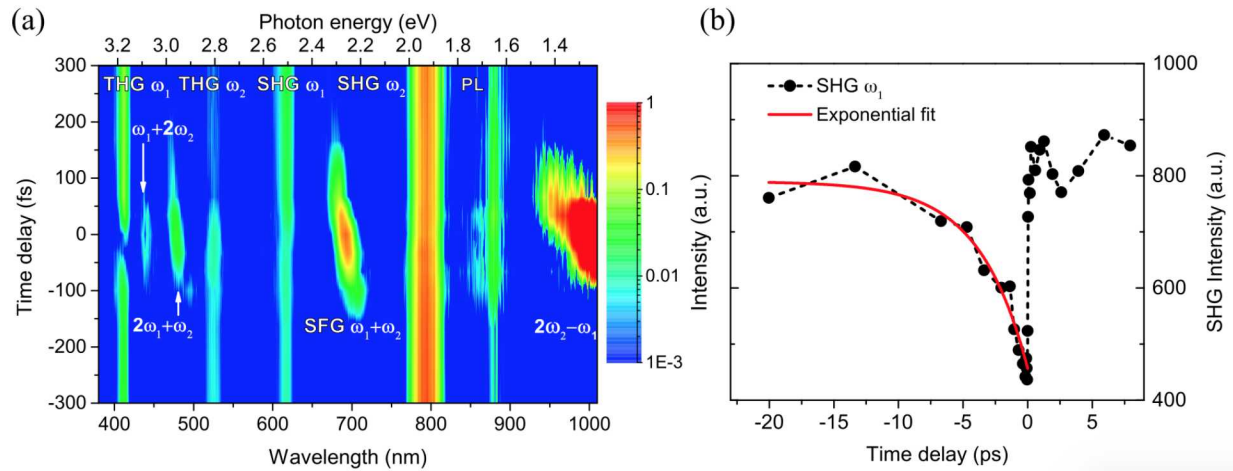 (a)
Photon energy (eV)
3.2 3.0 2.8 2.6 2.4 2.2 2.0 1.8 1.6 1.4
300
200
100
0
-100
-200
-300
Time delay (fs)
THG ω1 THG ω2 SHG ω1 SHG ω2 PL
ω1+2ω2
2ω1+ω2
SFG ω1+ω2
2ω2−ω1
400 500 600 700 800 900 1000
Wavelength (nm)
1
0.1
0.01
1E-3
Intensity (a.u.)
(b)
SHG ω1
Exponential fit
1000
800
600
400
SHG Intensity (a.u.)
-20 -15 -10 -5 0 5
Time delay (ps)